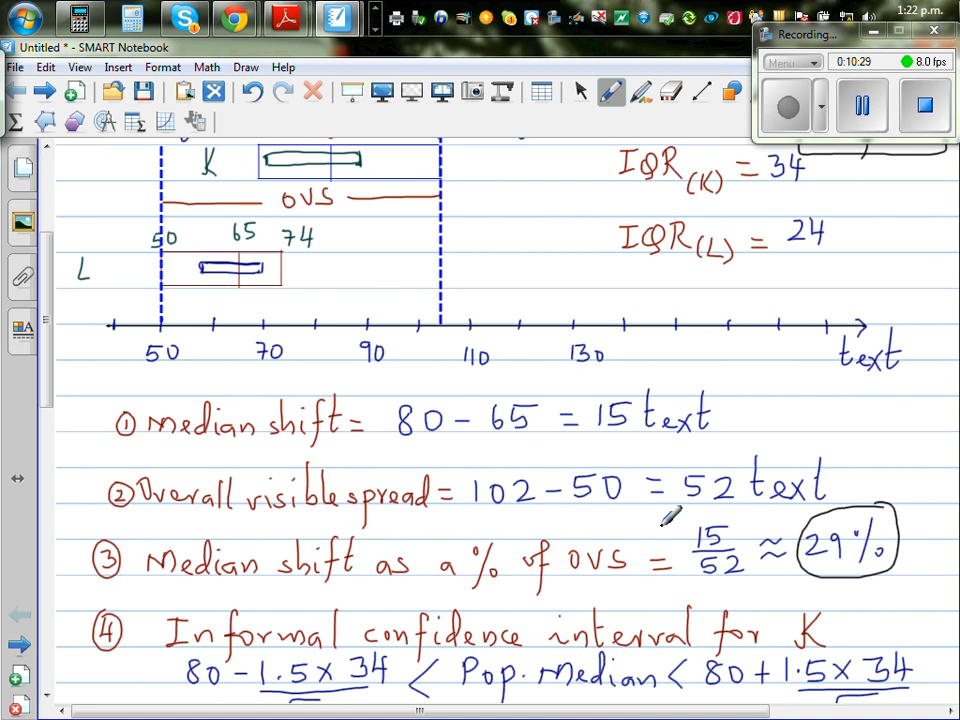 1:22 p.m.
Untitled * - SMART Notebook
Recording...
File Edit View Insert Format Math Draw Help
Menu 0:10:29 8.0 fps
K
IQR(K) = 34
OVS
50 65 74
IQR(L) = 24
L
50 70 90 110 130 text
① Median shift = 80 - 65 = 15 text
② Overall visible spread = 102 - 50 = 52 text
③ Median shift as a % of OVS = 15/52 ≈ 29%
④ Informal confidence interval for K
80 - 1.5 x 34 < Pop. Median < 80 + 1.5 x 34